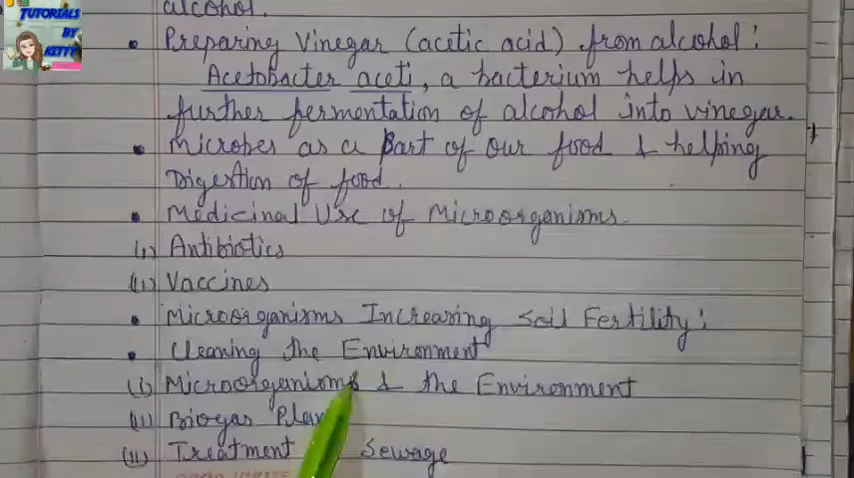 TUTORIALS
BY
KITTY
alcohol.
• Preparing Vinegar (acetic acid) from alcohol:
Acetobacter aceti, a bacterium helps in
further fermentation of alcohol into vinegar.
• Microbes as a Part of our food & helping
Digestion of food.
• Medicinal Use of Microorganisms.
(i) Antibiotics
(ii) Vaccines
• Microorganisms Increasing Soil Fertility:
• Cleaning the Environment
(i) Microorganisms & the Environment
(ii) Biogas
(iii) Treatment Sewage